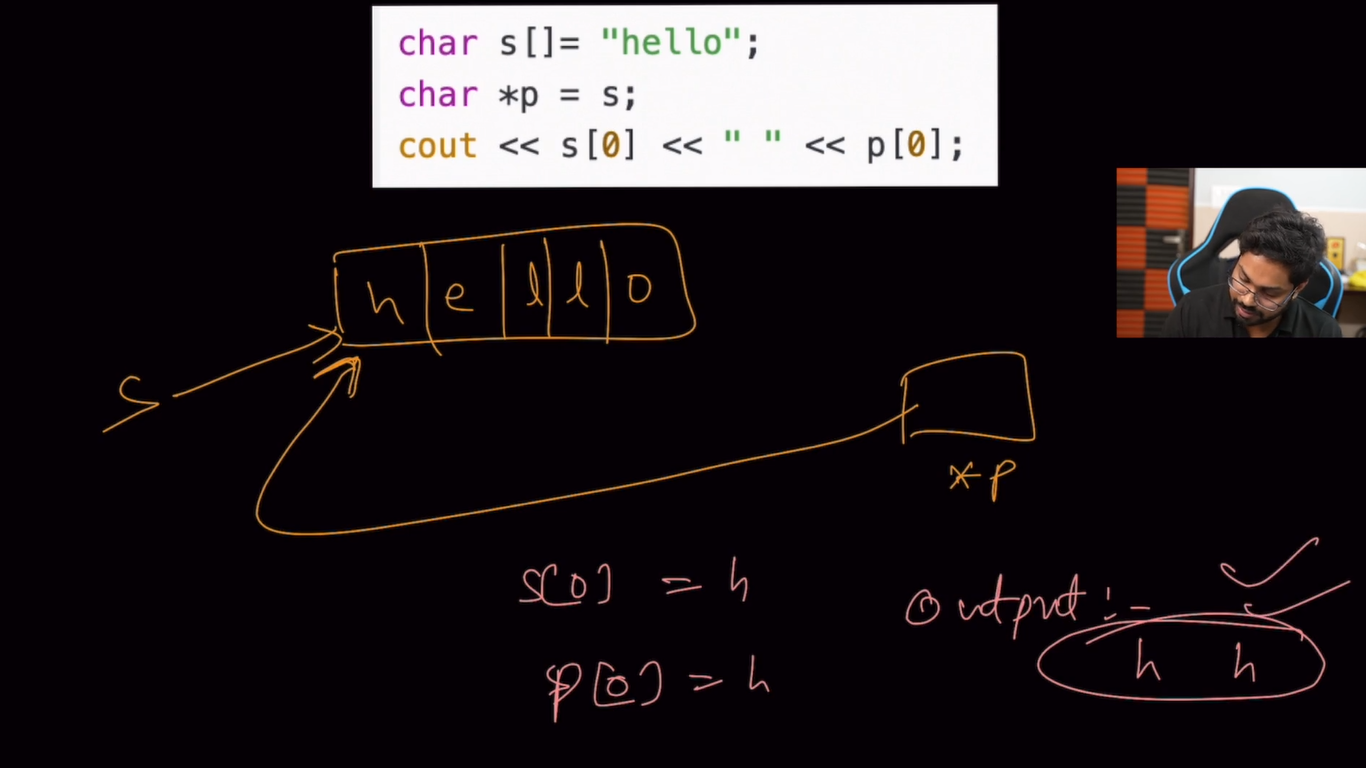 char s[]= "hello";
char *p = s;
cout << s[0] << " " << p[0];
h e l l o
S
*p
s[0] = h
Output :-
h h
p[0] = h